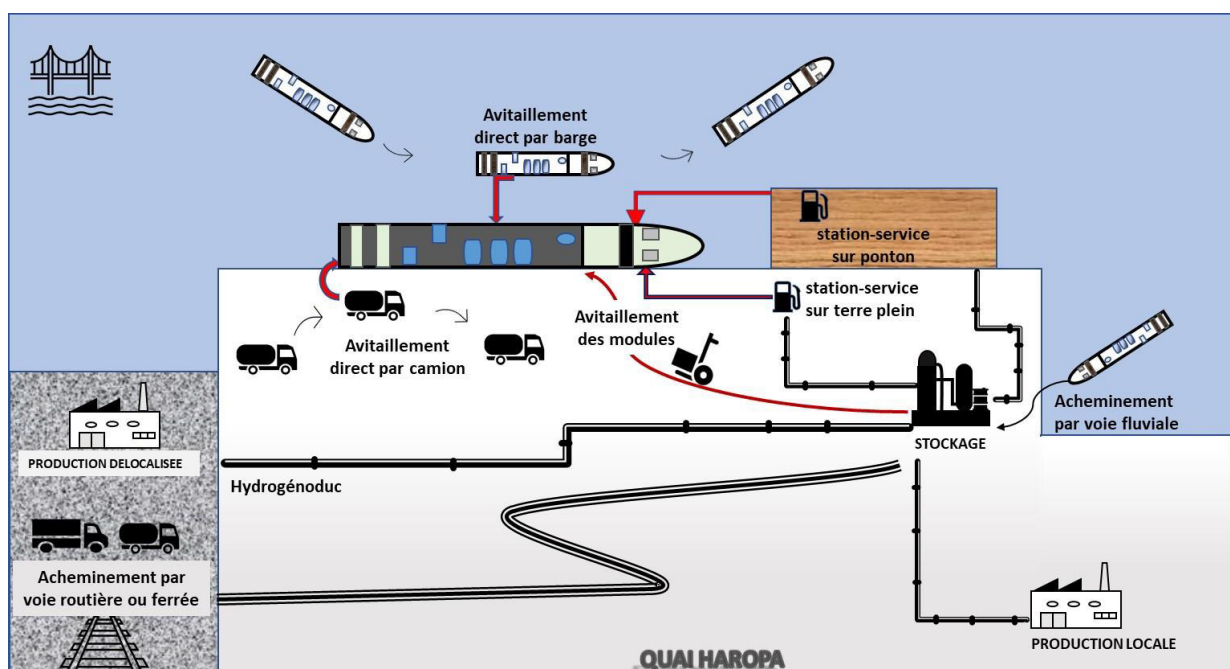 Avitaillement
direct par barge
station-service
sur ponton
station-service
sur terre plein
Avitaillement
des modules
Avitaillement
direct par camion
Acheminement
par voie fluviale
STOCKAGE
PRODUCTION DELOCALISEE
Hydrogénoduc
Acheminement par
voie routière ou ferrée
PRODUCTION LOCALE
QUAI HAROPA